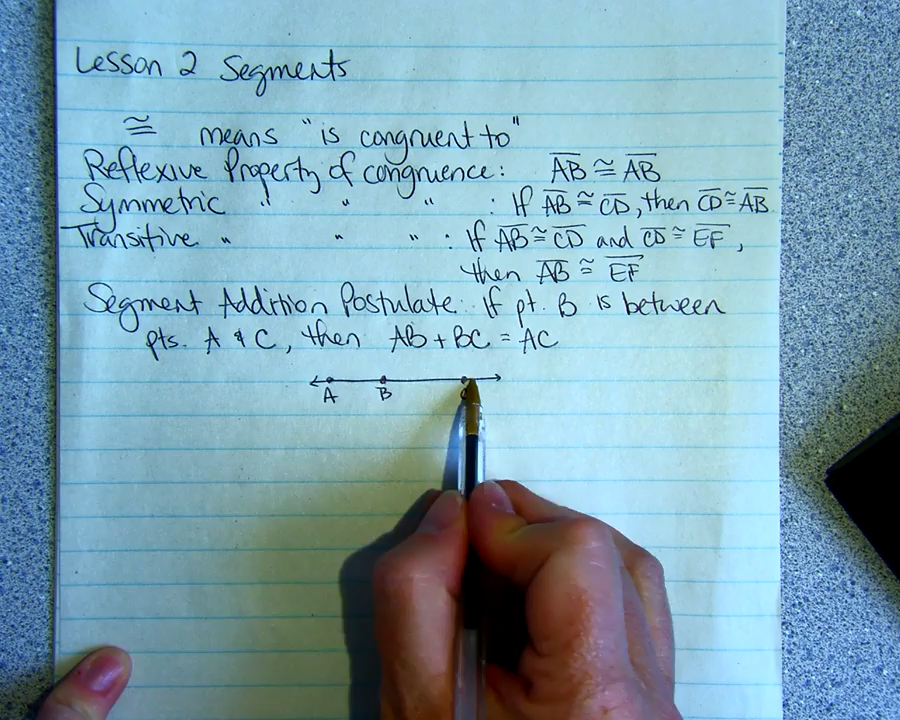 Lesson 2 Segments
≅ means "is congruent to"
Reflexive Property of congruence: A̅B̅ ≅ A̅B̅
Symmetric " " " : If A̅B̅ ≅ C̅D̅, then C̅D̅ ≅ A̅B̅
Transitive " " " : If A̅B̅ ≅ C̅D̅ and C̅D̅ ≅ E̅F̅,
then A̅B̅ ≅ E̅F̅
Segment Addition Postulate: If pt. B is between
pts. A & C, then AB + BC = AC
A B